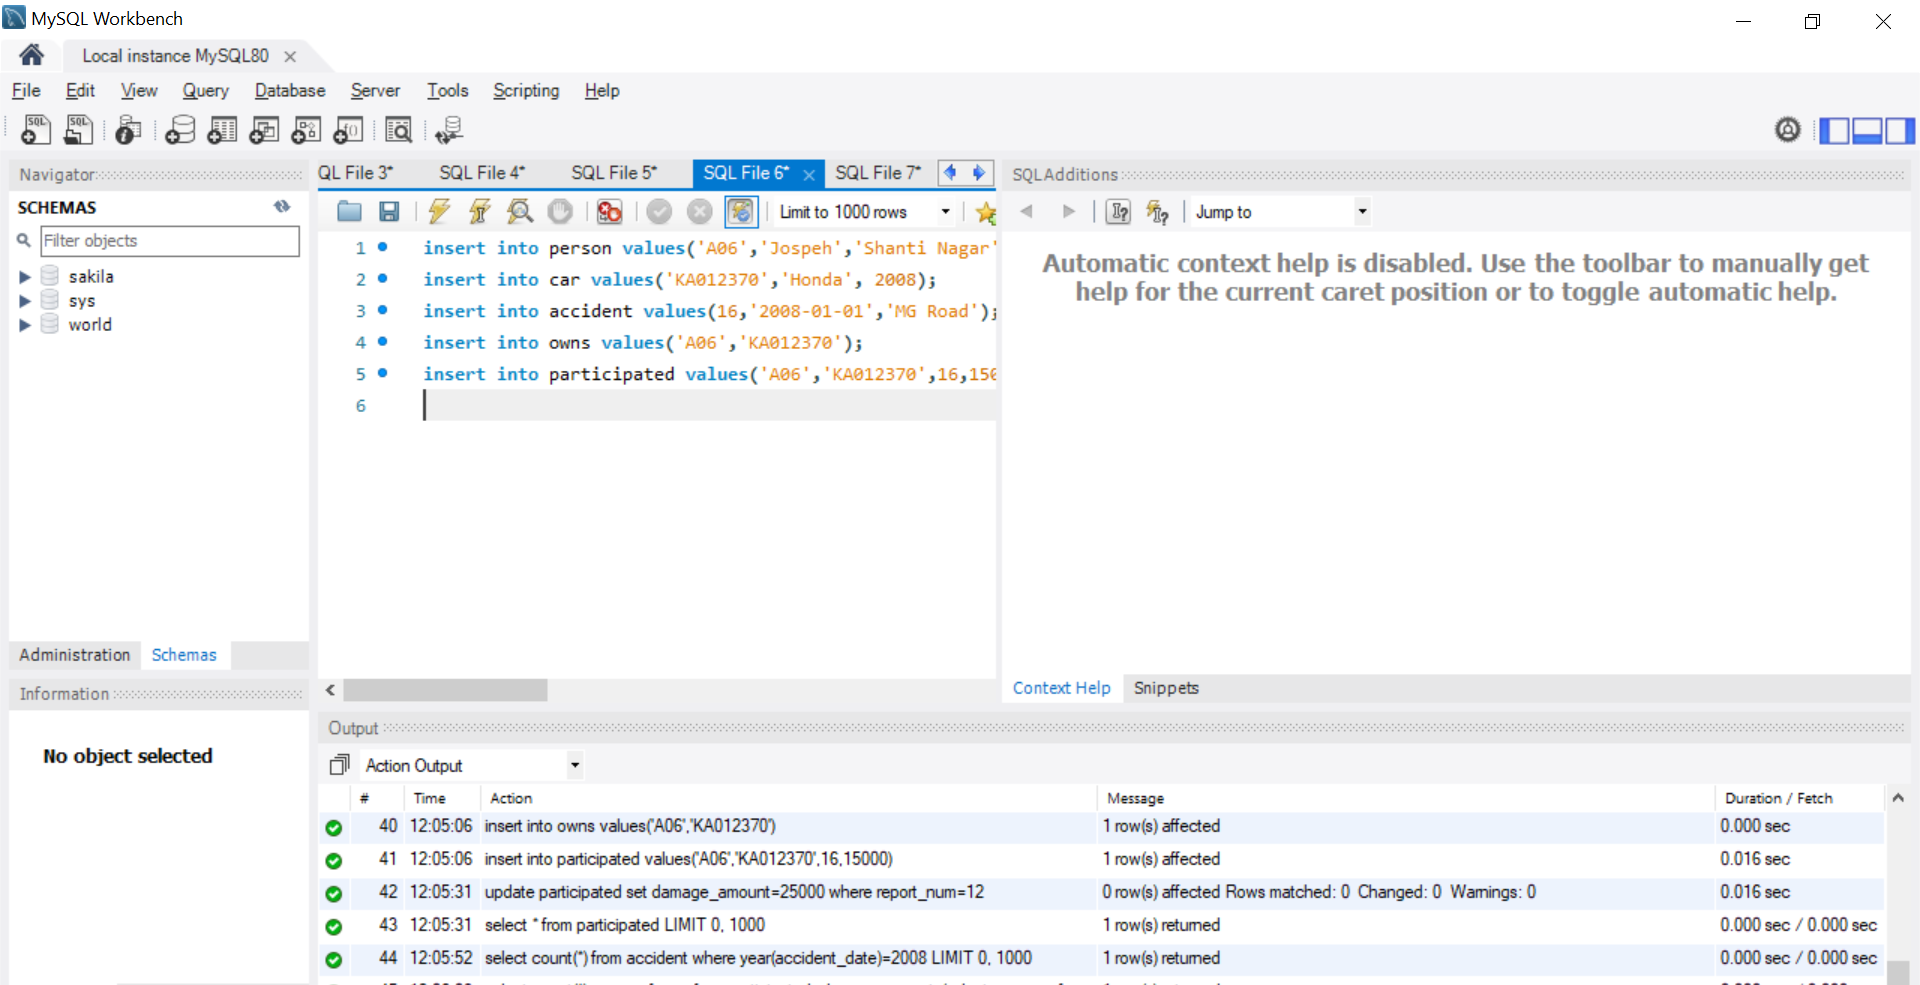 MySQL Workbench
Local instance MySQL80
File Edit View Query Database Server Tools Scripting Help
Navigator
SCHEMAS
Filter objects
sakila
sys
world
Administration Schemas
Information
No object selected
QL File 3* SQL File 4* SQL File 5* SQL File 6* SQL File 7*
Limit to 1000 rows
1 insert into person values('A06','Jospeh','Shanti Nagar'
2 insert into car values('KA012370','Honda', 2008);
3 insert into accident values(16,'2008-01-01','MG Road');
4 insert into owns values('A06','KA012370');
5 insert into participated values('A06','KA012370',16,150
6
SQLAdditions
Jump to
Automatic context help is disabled. Use the toolbar to manually get
help for the current caret position or to toggle automatic help.
Context Help Snippets
Output
Action Output
# Time Action Message Duration / Fetch
40 12:05:06 insert into owns values('A06','KA012370') 1 row(s) affected 0.000 sec
41 12:05:06 insert into participated values('A06','KA012370',16,15000) 1 row(s) affected 0.016 sec
42 12:05:31 update participated set damage_amount=25000 where report_num=12 0 row(s) affected Rows matched: 0 Changed: 0 Warnings: 0 0.016 sec
43 12:05:31 select * from participated LIMIT 0, 1000 1 row(s) returned 0.000 sec / 0.000 sec
44 12:05:52 select count(*) from accident where year(accident_date)=2008 LIMIT 0, 1000 1 row(s) returned 0.000 sec / 0.000 sec